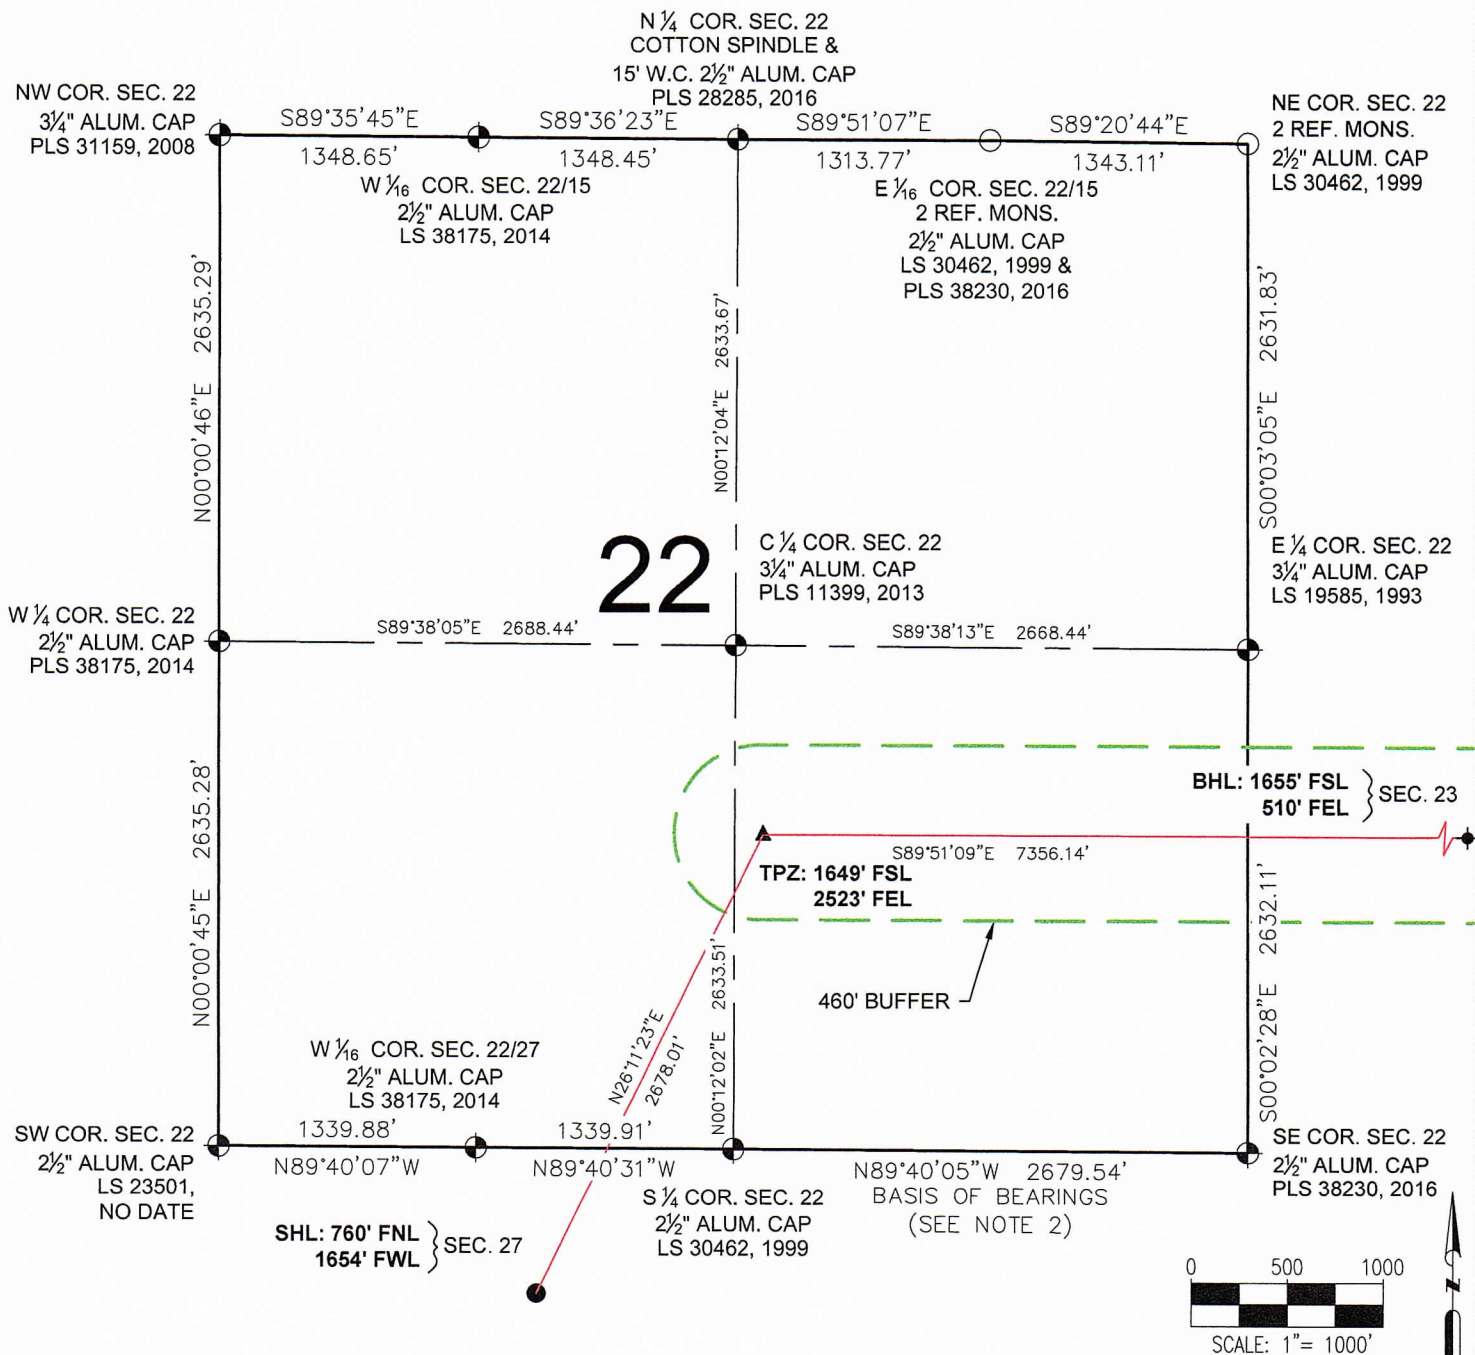 N ¼ COR. SEC. 22
COTTON SPINDLE &
15' W.C. 2½" ALUM. CAP
PLS 28285, 2016
NW COR. SEC. 22
3¼" ALUM. CAP
PLS 31159, 2008
S89°35'45"E
1348.65'
S89°36'23"E
1348.45'
S89°51'07"E
1313.77'
S89°20'44"E
1343.11'
NE COR. SEC. 22
2 REF. MONS.
2½" ALUM. CAP
LS 30462, 1999
W 1⁄16 COR. SEC. 22/15
2½" ALUM. CAP
LS 38175, 2014
E 1⁄16 COR. SEC. 22/15
2 REF. MONS.
2½" ALUM. CAP
LS 30462, 1999 &
PLS 38230, 2016
N00°00'46"E 2635.29'
N00°12'04"E 2633.67'
S00°03'05"E 2631.83'
22
C ¼ COR. SEC. 22
3¼" ALUM. CAP
PLS 11399, 2013
E ¼ COR. SEC. 22
3¼" ALUM. CAP
LS 19585, 1993
W ¼ COR. SEC. 22
2½" ALUM. CAP
PLS 38175, 2014
S89°38'05"E 2688.44'
S89°38'13"E 2668.44'
BHL: 1655' FSL
510' FEL
SEC. 23
S89°51'09"E 7356.14'
TPZ: 1649' FSL
2523' FEL
460' BUFFER
N00°00'45"E 2635.28'
N26°11'23"E
2678.01'
N00°12'02"E 2633.51'
S00°02'28"E 2632.11'
W 1⁄16 COR. SEC. 22/27
2½" ALUM. CAP
LS 38175, 2014
SW COR. SEC. 22
2½" ALUM. CAP
LS 23501,
NO DATE
1339.88'
N89°40'07"W
1339.91'
N89°40'31"W
N89°40'05"W 2679.54'
BASIS OF BEARINGS
(SEE NOTE 2)
S ¼ COR. SEC. 22
2½" ALUM. CAP
LS 30462, 1999
SE COR. SEC. 22
2½" ALUM. CAP
PLS 38230, 2016
SHL: 760' FNL
1654' FWL
SEC. 27
0 500 1000
SCALE: 1"= 1000'
N